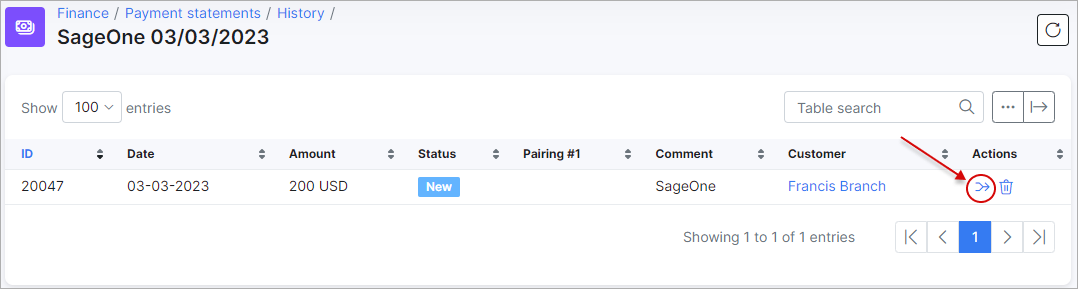 Finance / Payment statements / History /
SageOne 03/03/2023
Show 100 entries Table search
ID Date Amount Status Pairing #1 Comment Customer Actions
20047 03-03-2023 200 USD New SageOne Francis Branch
Showing 1 to 1 of 1 entries 1